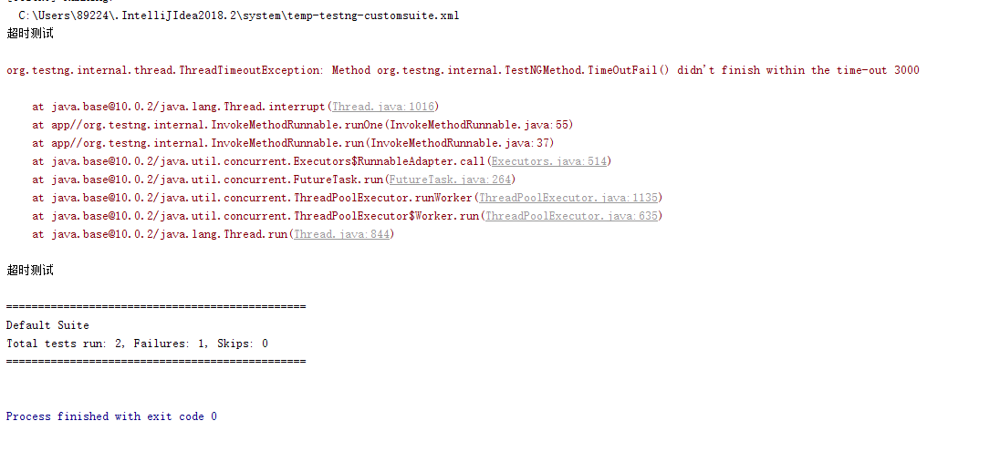 C:\Users\89224\.IntelliJIdea2018.2\system\temp-testng-customsuite.xml
超时测试
org.testng.internal.thread.ThreadTimeoutException: Method org.testng.internal.TestNGMethod.TimeOutFail() didn't finish within the time-out 3000
at java.base@10.0.2/java.lang.Thread.interrupt(Thread.java:1016)
at app//org.testng.internal.InvokeMethodRunnable.runOne(InvokeMethodRunnable.java:55)
at app//org.testng.internal.InvokeMethodRunnable.run(InvokeMethodRunnable.java:37)
at java.base@10.0.2/java.util.concurrent.Executors$RunnableAdapter.call(Executors.java:514)
at java.base@10.0.2/java.util.concurrent.FutureTask.run(FutureTask.java:264)
at java.base@10.0.2/java.util.concurrent.ThreadPoolExecutor.runWorker(ThreadPoolExecutor.java:1135)
at java.base@10.0.2/java.util.concurrent.ThreadPoolExecutor$Worker.run(ThreadPoolExecutor.java:635)
at java.base@10.0.2/java.lang.Thread.run(Thread.java:844)
超时测试
===============================================
Default Suite
Total tests run: 2, Failures: 1, Skips: 0
===============================================
Process finished with exit code 0